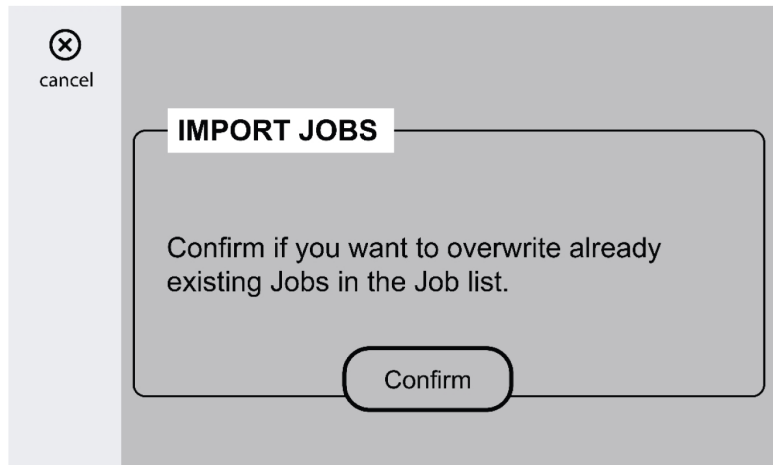 cancel
IMPORT JOBS
Confirm if you want to overwrite already
existing Jobs in the Job list.
Confirm